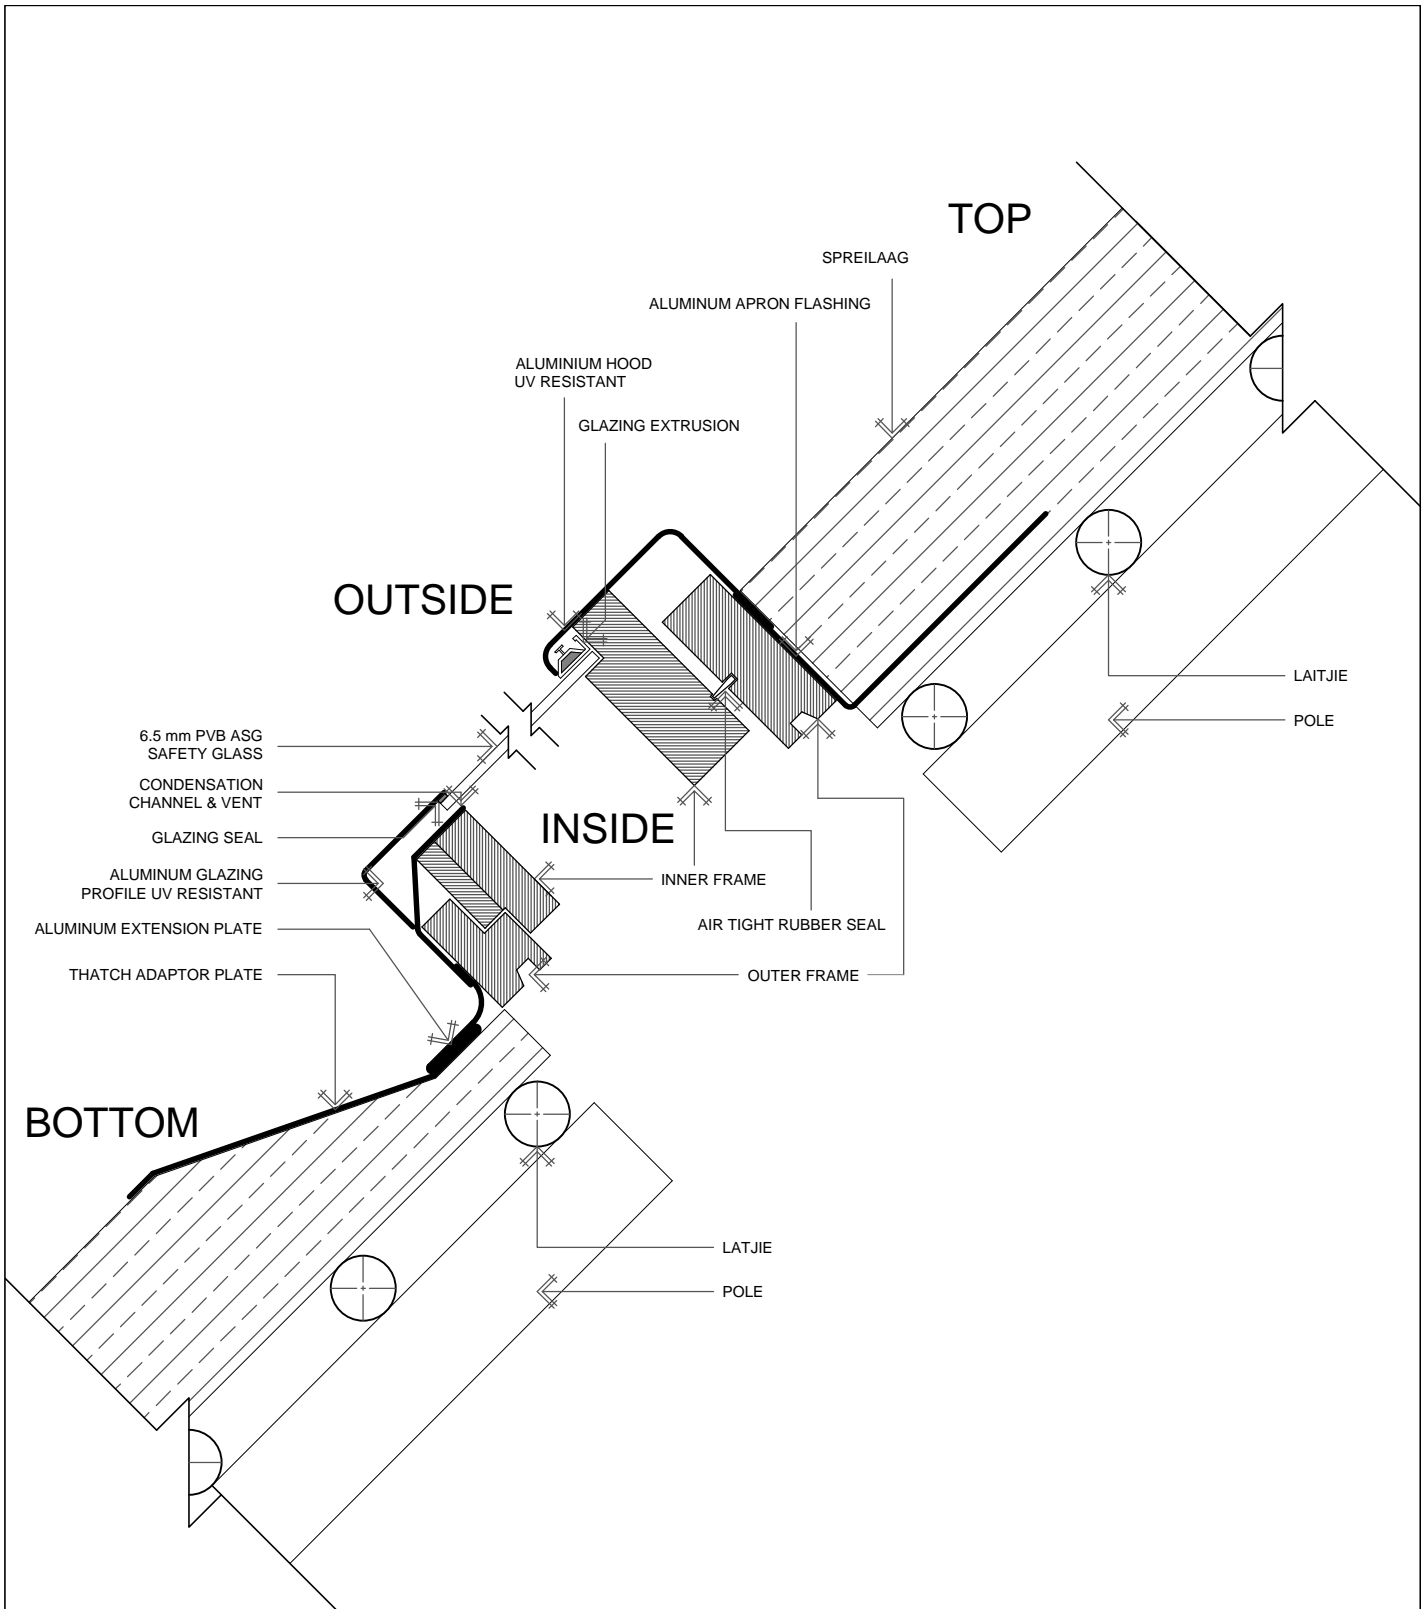 TOP
SPREILAAG
ALUMINUM APRON FLASHING
ALUMINIUM HOOD
UV RESISTANT
GLAZING EXTRUSION
OUTSIDE
LAITJIE
POLE
6.5 mm PVB ASG
SAFETY GLASS
CONDENSATION
CHANNEL & VENT
GLAZING SEAL
INSIDE
ALUMINUM GLAZING
PROFILE UV RESISTANT
INNER FRAME
ALUMINUM EXTENSION PLATE
AIR TIGHT RUBBER SEAL
THATCH ADAPTOR PLATE
OUTER FRAME
BOTTOM
LATJIE
POLE